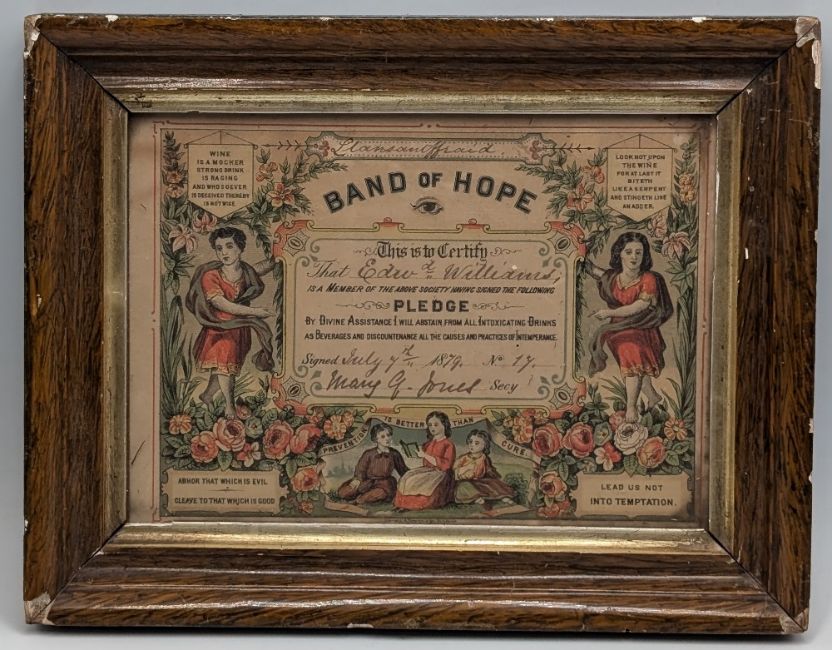 Llansantffraid
BAND OF HOPE
WINE
IS A MOCKER
STRONG DRINK
IS RAGING
AND WHOSOEVER
IS DECEIVED THEREBY
IS NOT WISE
LOOK NOT UPON
THE WINE
FOR AT LAST IT
BITETH
LIKE A SERPENT
AND STINGETH LIKE
AN ADDER.
This is to Certify
That Edwd Williams,
IS A MEMBER OF THE ABOVE SOCIETY HAVING SIGNED THE FOLLOWING
PLEDGE
BY DIVINE ASSISTANCE I WILL ABSTAIN FROM ALL INTOXICATING DRINKS
AS BEVERAGES AND DISCOUNTENANCE ALL THE CAUSES AND PRACTICES OF INTEMPERANCE.
Signed July 7th 1879. No. 17.
Mary G. Jones Secy
PREVENTION IS BETTER THAN CURE.
ABHOR THAT WHICH IS EVIL
CLEAVE TO THAT WHICH IS GOOD
LEAD US NOT
INTO TEMPTATION.